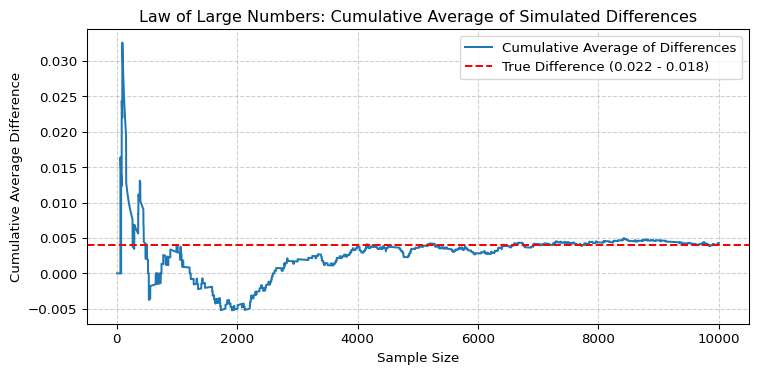 Law of Large Numbers: Cumulative Average of Simulated Differences
Cumulative Average of Differences
True Difference (0.022 - 0.018)
Cumulative Average Difference
0.030
0.025
0.020
0.015
0.010
0.005
0.000
−0.005
0 2000 4000 6000 8000 10000
Sample Size